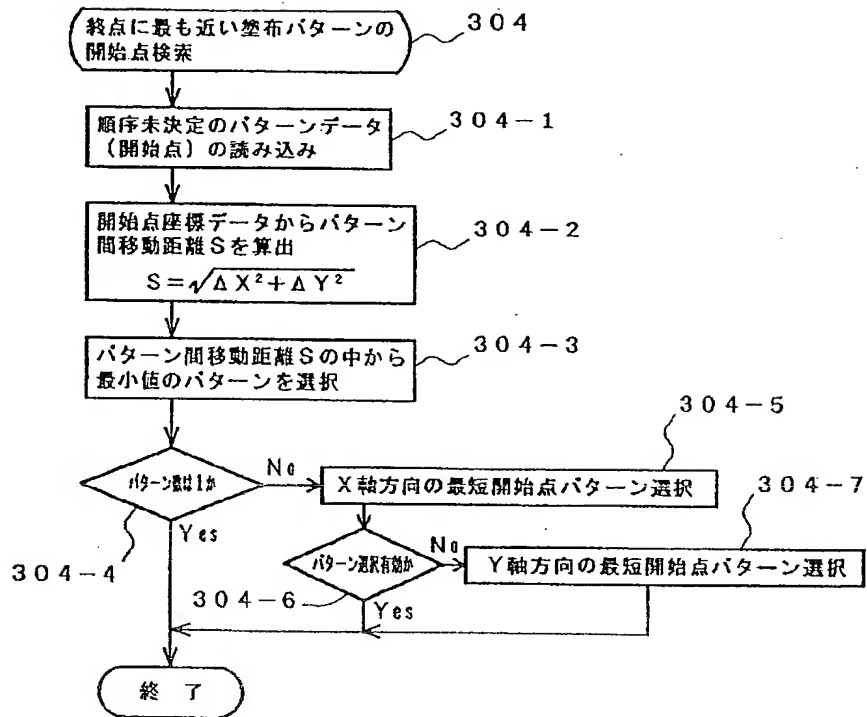 終点に最も近い塗布パターンの
開始点検索
304
順序未決定のパターンデータ
(開始点)の読み込み
304-1
開始点座標データからパターン
間移動距離Sを算出
S=√ΔX²+ΔY²
304-2
パターン間移動距離Sの中から
最小値のパターンを選択
304-3
パターン数は1か
No
Yes
304-4
304-5
X軸方向の最短開始点パターン選択
パターン選択有効か
No
Yes
304-6
304-7
Y軸方向の最短開始点パターン選択
終了